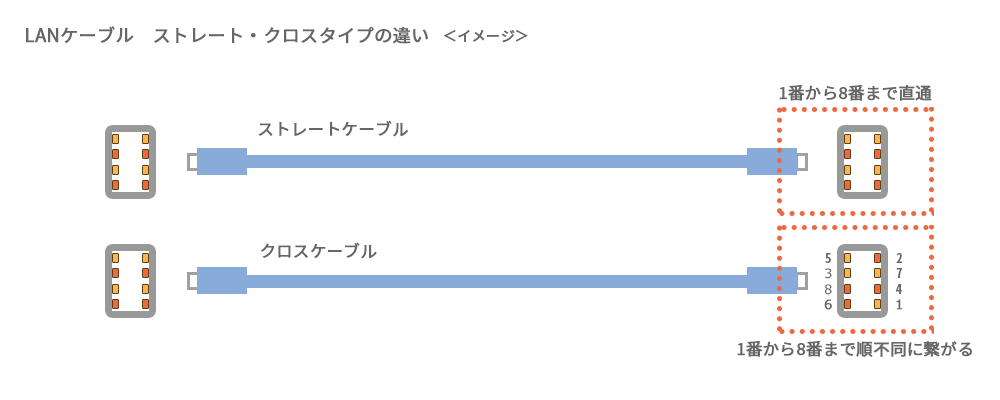 LANケーブル　ストレート・クロスタイプの違い　＜イメージ＞
1番から8番まで直通
ストレートケーブル
クロスケーブル
5 2
3 7
8 4
6 1
1番から8番まで順不同に繋がる